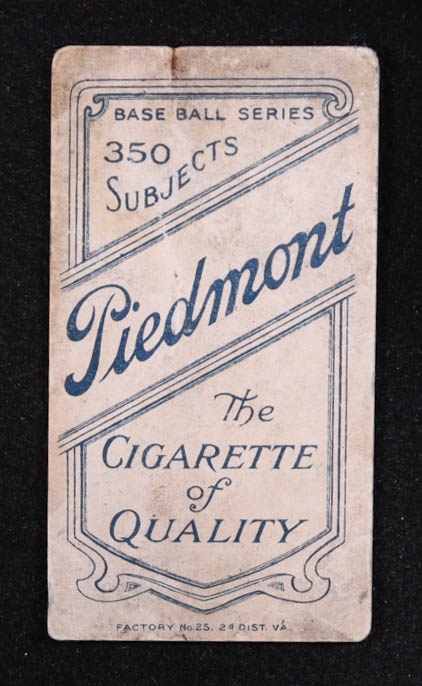 BASE BALL SERIES
350
SUBJECTS
Piedmont
The
CIGARETTE
of
QUALITY
FACTORY No. 25. 2d DIST. VA.